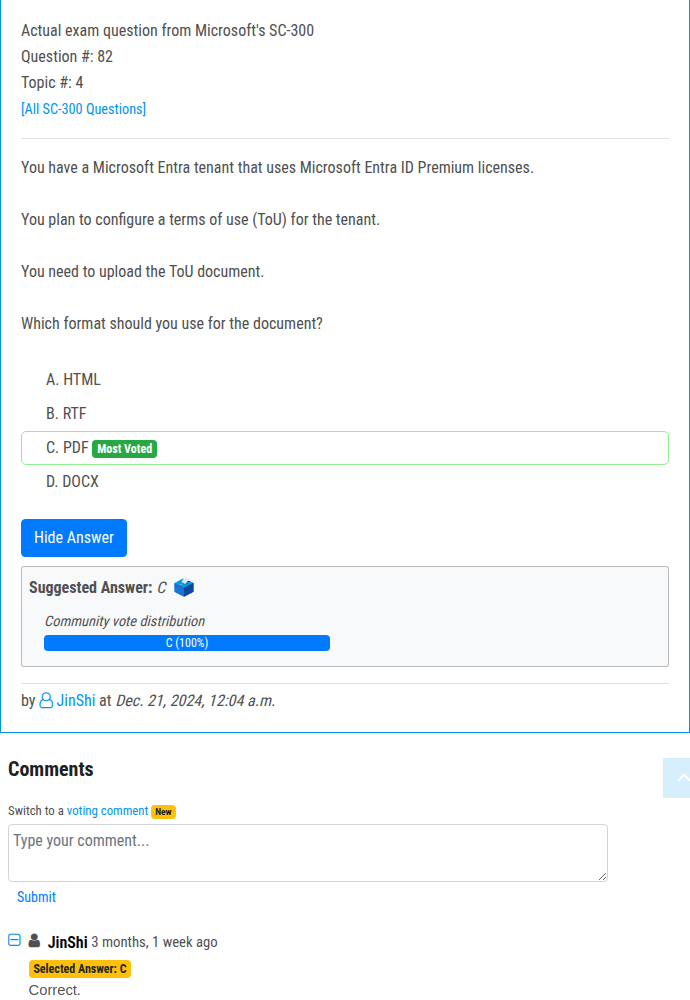 Actual exam question from Microsoft's SC-300
Question #: 82
Topic #: 4
[All SC-300 Questions]
You have a Microsoft Entra tenant that uses Microsoft Entra ID Premium licenses.
You plan to configure a terms of use (ToU) for the tenant.
You need to upload the ToU document.
Which format should you use for the document?
A. HTML
B. RTF
C. PDF Most Voted
D. DOCX
Hide Answer
Suggested Answer: C
Community vote distribution
C (100%)
by JinShi at Dec. 21, 2024, 12:04 a.m.
Comments
Switch to a voting comment New
Type your comment...
Submit
JinShi 3 months, 1 week ago
Selected Answer: C
Correct.